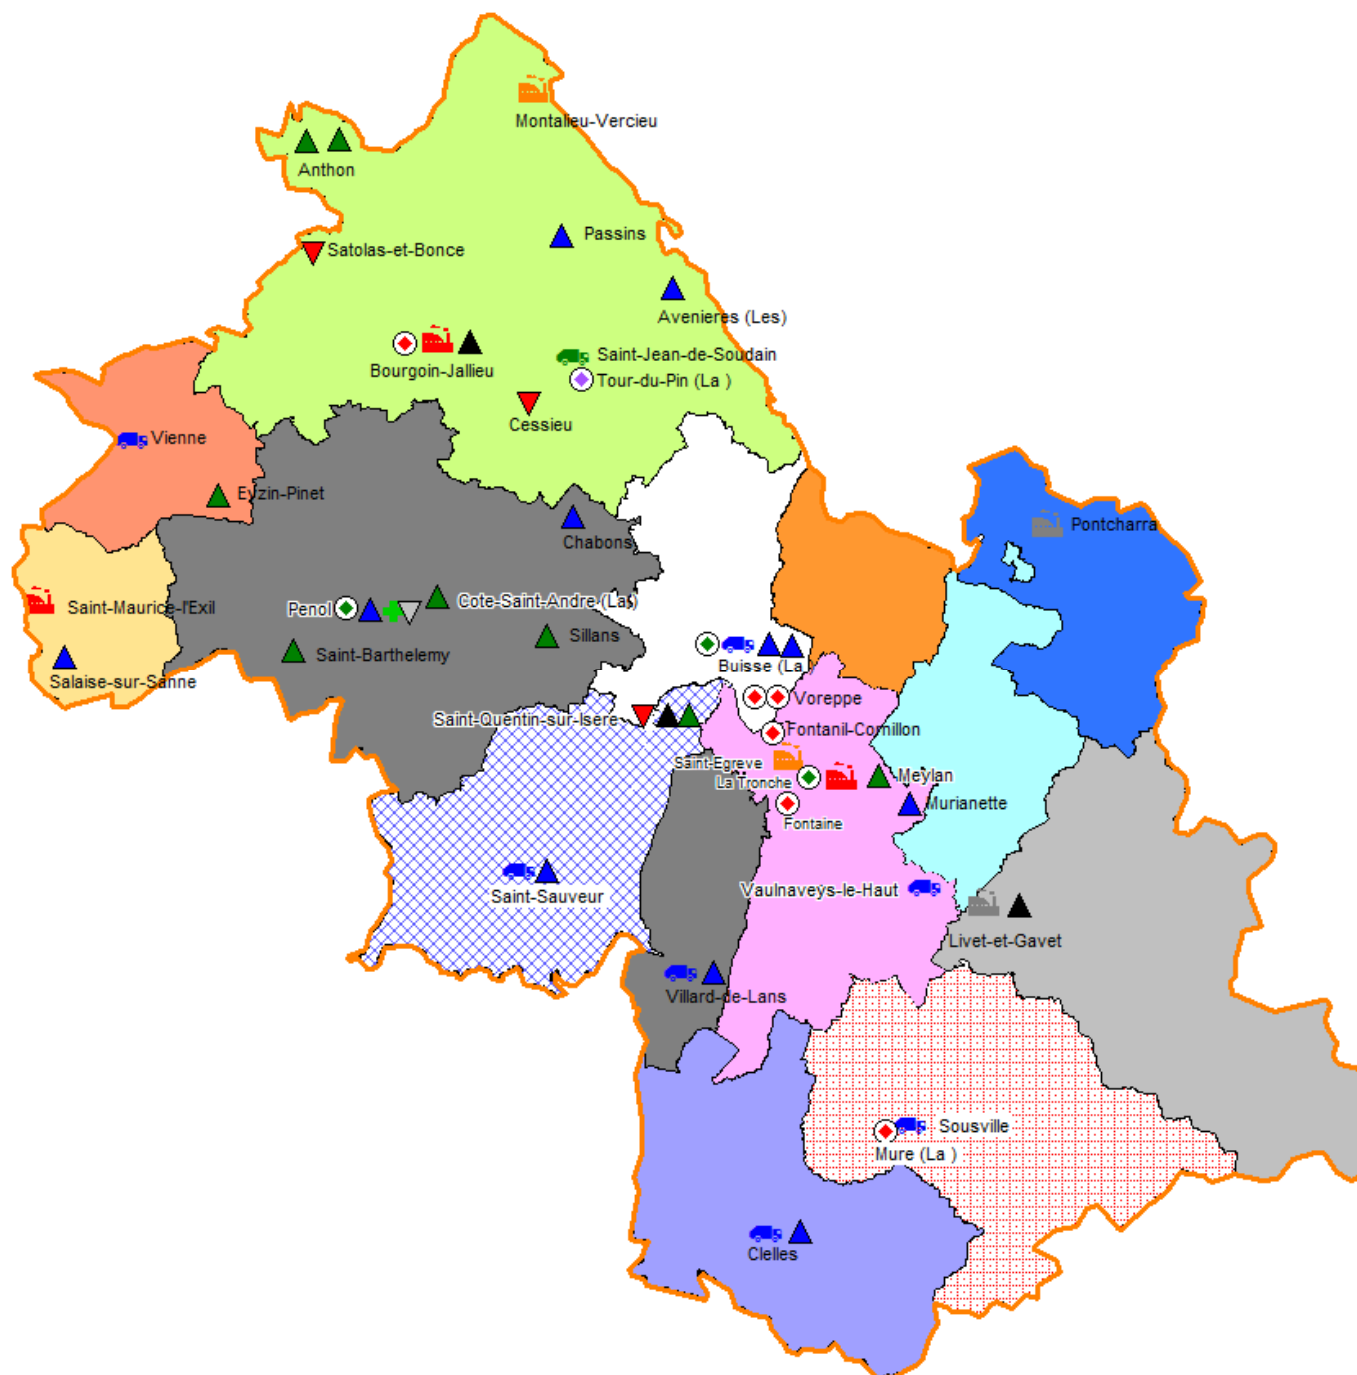 Montalieu-Vercieu
Anthon
Passins
Satolas-et-Bonce
Avenieres (Les)
Saint-Jean-de-Soudain
Bourgoin-Jallieu
Tour-du-Pin (La )
Cessieu
Vienne
Eyzin-Pinet
Pontcharra
Chabons
Saint-Maurice-l'Exil
Penol
Cote-Saint-Andre (La )
Sillans
Saint-Barthelemy
Buisse (La
Salaise-sur-Sanne
Voreppe
Saint-Quentin-sur-Isere
Fontanil-Cornillon
Saint-Egreve
La Tronche
Meylan
Murianette
Fontaine
Vaulnaveys-le-Haut
Saint-Sauveur
Livet-et-Gavet
Villard-de-Lans
Sousville
Mure (La )
Clelles